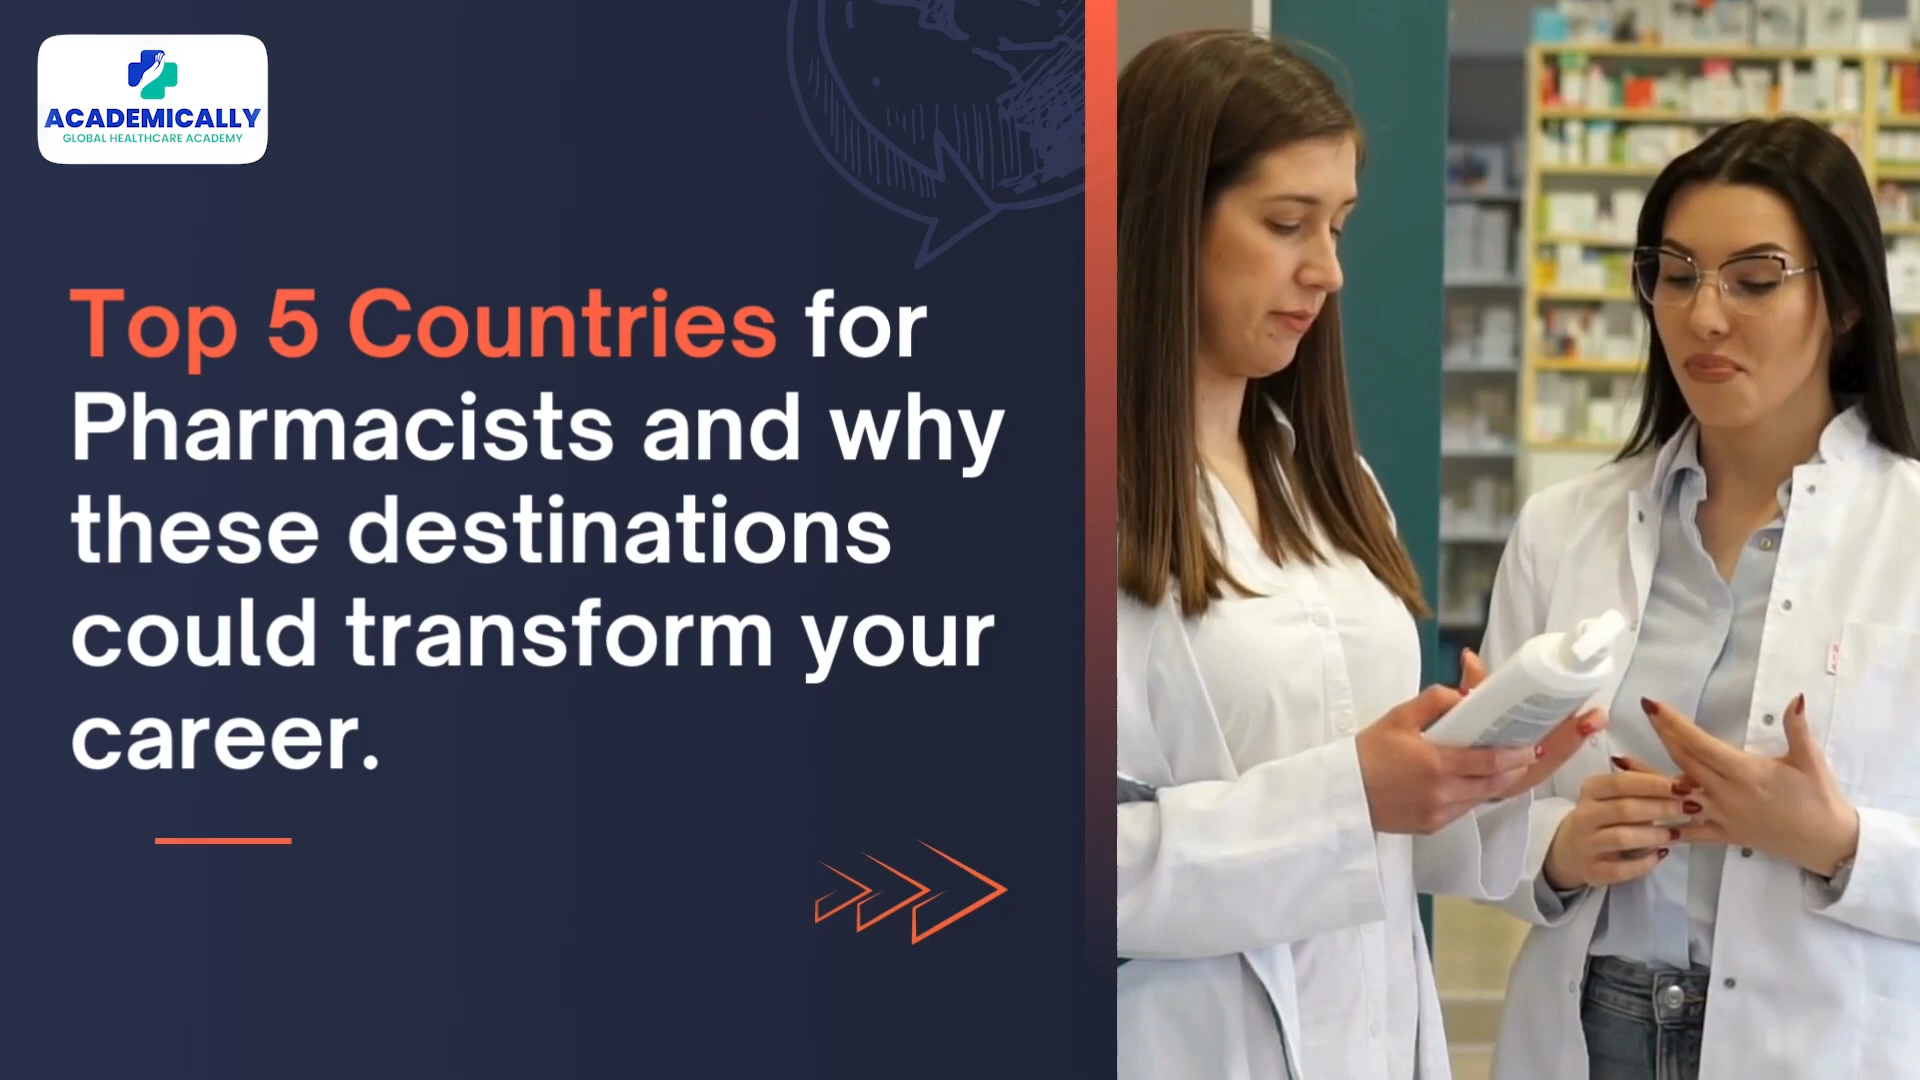 ACADEMICALLY
GLOBAL HEALTHCARE ACADEMY
Top 5 Countries for
Pharmacists and why
these destinations
could transform your
career.